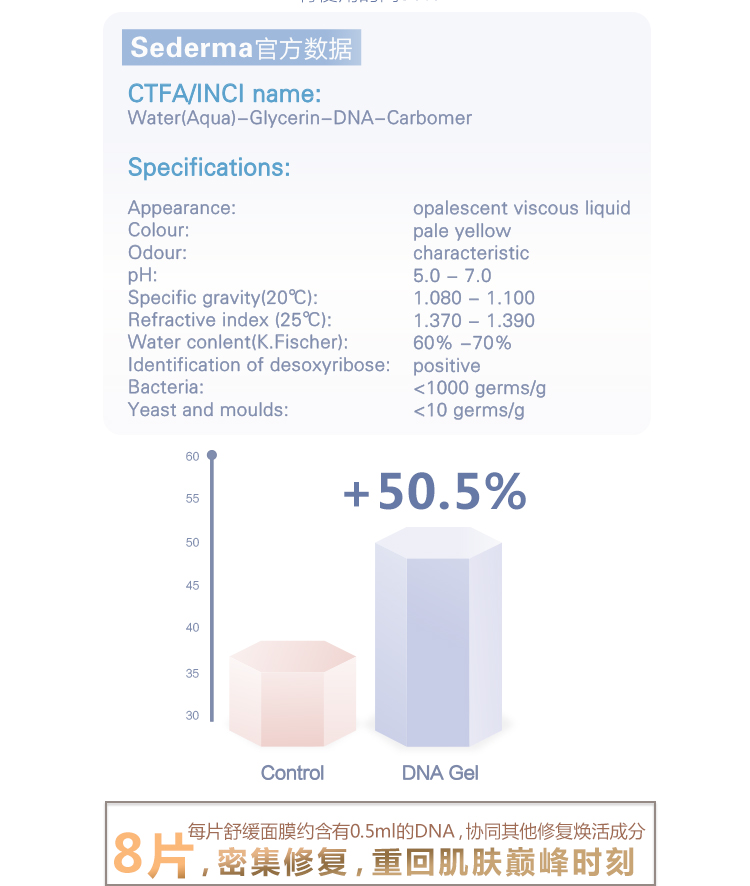 Sederma官方数据
CTFA/INCI name:
Water(Aqua)–Glycerin–DNA–Carbomer
Specifications:
Appearance: opalescent viscous liquid
Colour: pale yellow
Odour: characteristic
pH: 5.0 – 7.0
Specific gravity(20℃): 1.080 – 1.100
Refractive index (25℃): 1.370 – 1.390
Water conlent(K.Fischer): 60% –70%
Identification of desoxyribose: positive
Bacteria: <1000 germs/g
Yeast and moulds: <10 germs/g
+50.5%
60
55
50
45
40
35
30
Control DNA Gel
每片舒缓面膜约含有0.5ml的DNA,协同其他修复焕活成分
8片,密集修复,重回肌肤巅峰时刻